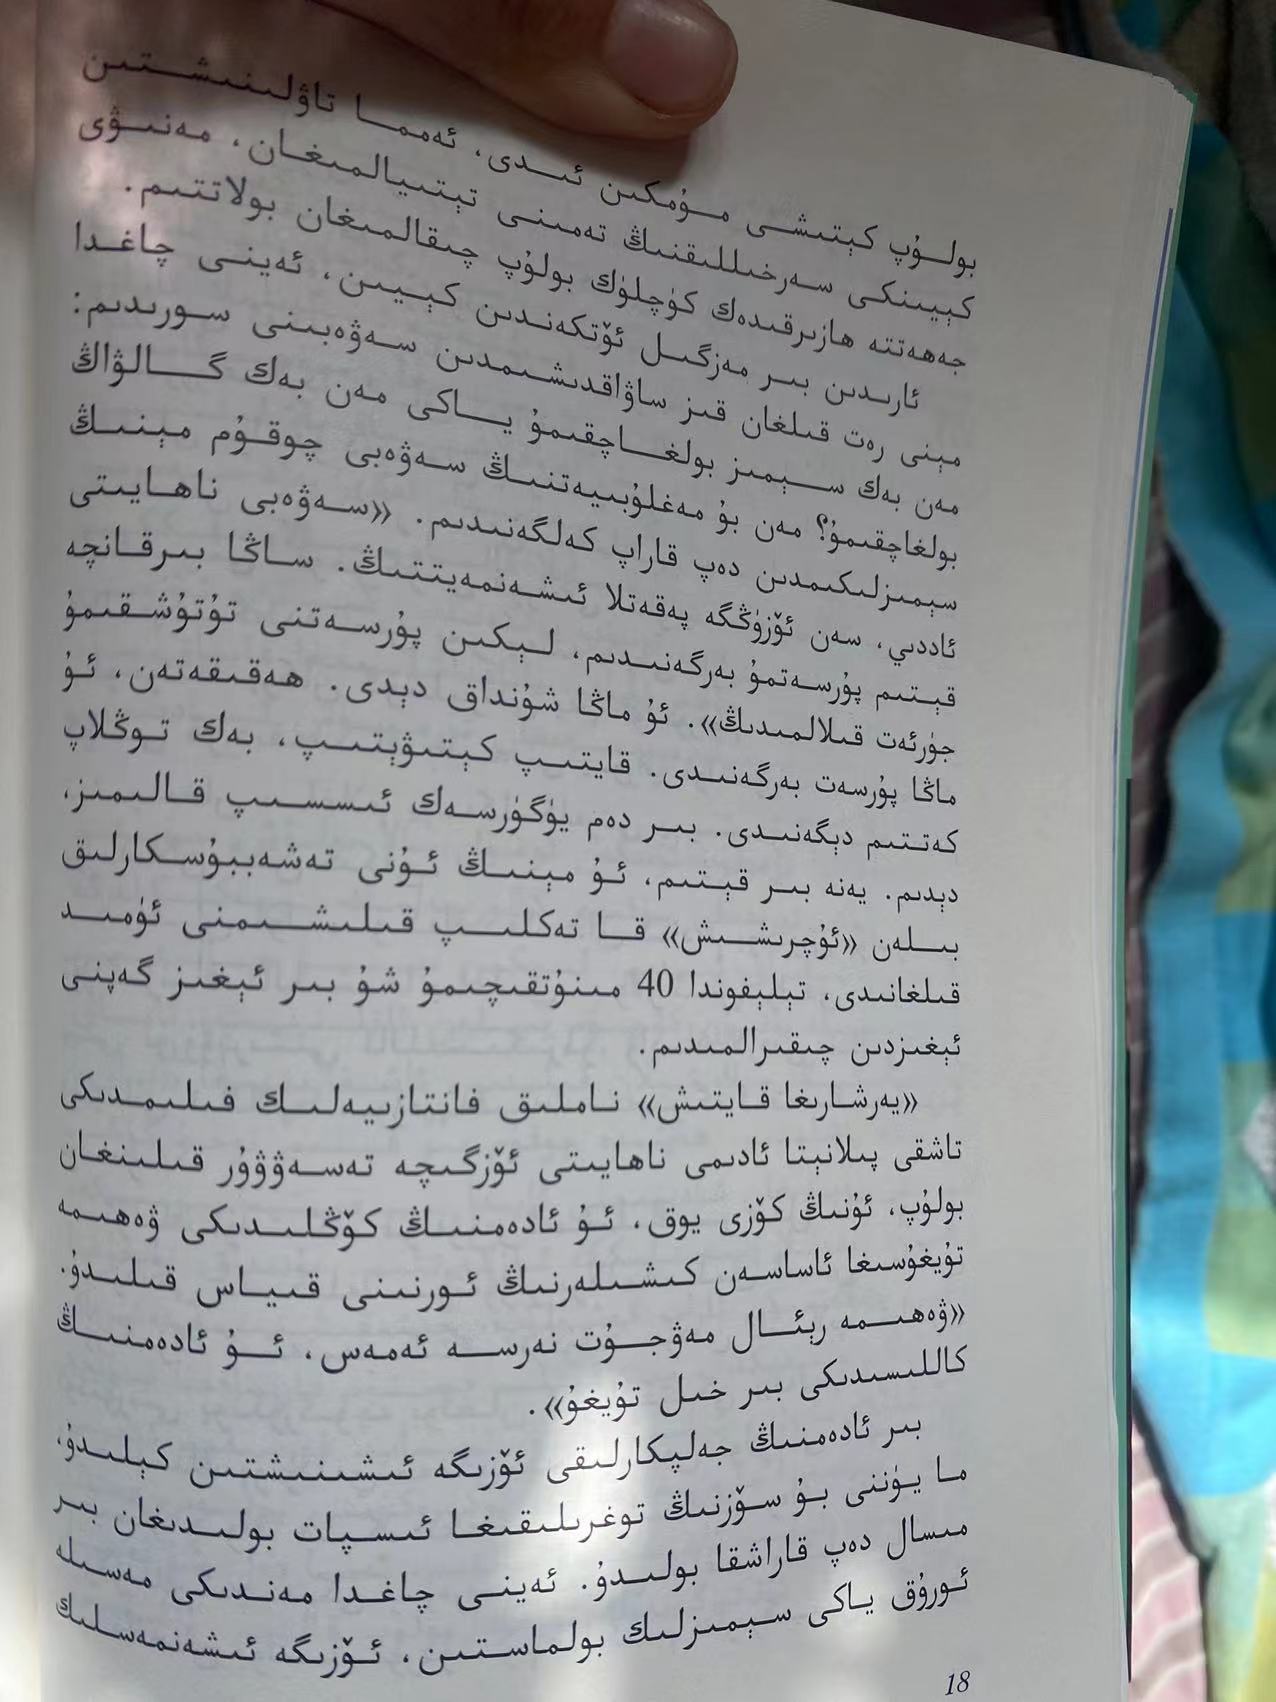 بولۇپ كېتىشى مۇمكىن ئىدى، ئەمما تاۋلىنىشتىن
كېيىنكى سەرخىللىقنىڭ تەمىنى تېتىيالمىغان، مەنىۋى
جەھەتتە ھازىرقىدەك كۈچلۈك بولۇپ چىقالمىغان بولاتتىم.
ئارىدىن بىر مەزگىل ئۆتكەندىن كېيىن، ئەينى چاغدا
مېنى رەت قىلغان قىز ساۋاقدىشىمدىن سەۋەبىنى سورىدىم:
مەن بەك سېمىز بولغاچقىمۇ ياكى مەن بەك گالۋاڭ
بولغاچقىمۇ؟ مەن بۇ مەغلۇبىيەتنىڭ سەۋەبى چوقۇم مېنىڭ
سېمىزلىكىمدىن دەپ قاراپ كەلگەنىدىم. «سەۋەبى ناھايىتى
ئاددىي، سەن ئۆزۈڭگە پەقەتلا ئىشەنمەيتتىڭ. ساڭا بىرقانچە
قېتىم پۇرسەتمۇ بەرگەنىدىم، لېكىن پۇرسەتنى تۇتۇشقىمۇ
جۈرئەت قىلالمىدىڭ». ئۇ ماڭا شۇنداق دېدى. ھەقىقەتەن، ئۇ
ماڭا پۇرسەت بەرگەنىدى. قايتىپ كېتىۋېتىپ، بەك توڭلاپ
كەتتىم دېگەنىدى. بىر دەم يۈگۈرسەك ئىسسىپ قالىمىز،
دېدىم. يەنە بىر قېتىم، ئۇ مېنىڭ ئۇنى تەشەببۇسكارلىق
بىلەن «ئۇچرىشىش» قا تەكلىپ قىلىشىمنى ئۈمىد
قىلغانىدى، تېلېفوندا 40 مىنۇتقىچىمۇ شۇ بىر ئېغىز گەپنى
ئېغىزدىن چىقىرالمىدىم.
«يەرشارىغا قايتىش» ناملىق فانتازىيەلىك فىلىمدىكى
تاشقى پىلانېتا ئادىمى ناھايىتى ئۆزگىچە تەسەۋۋۇر قىلىنغان
بولۇپ، ئۇنىڭ كۆزى يوق، ئۇ ئادەمنىڭ كۆڭلىدىكى ۋەھىمە
تۇيغۇسىغا ئاساسەن كىشىلەرنىڭ ئورنىنى قىياس قىلىدۇ.
«ۋەھىمە رېئال مەۋجۇت نەرسە ئەمەس، ئۇ ئادەمنىڭ
كاللىسىدىكى بىر خىل تۇيغۇ».
بىر ئادەمنىڭ جەلپكارلىقى ئۆزىگە ئىشىنىشتىن كېلىدۇ،
ما يۈننى بۇ سۆزنىڭ توغرىلىقىغا ئىسپات بولىدىغان بىر
مىسال دەپ قاراشقا بولىدۇ. ئەينى چاغدا مەندىكى مەسىلە
ئورۇق ياكى سېمىزلىك بولماستىن، ئۆزىگە ئىشەنمەسلىك
18